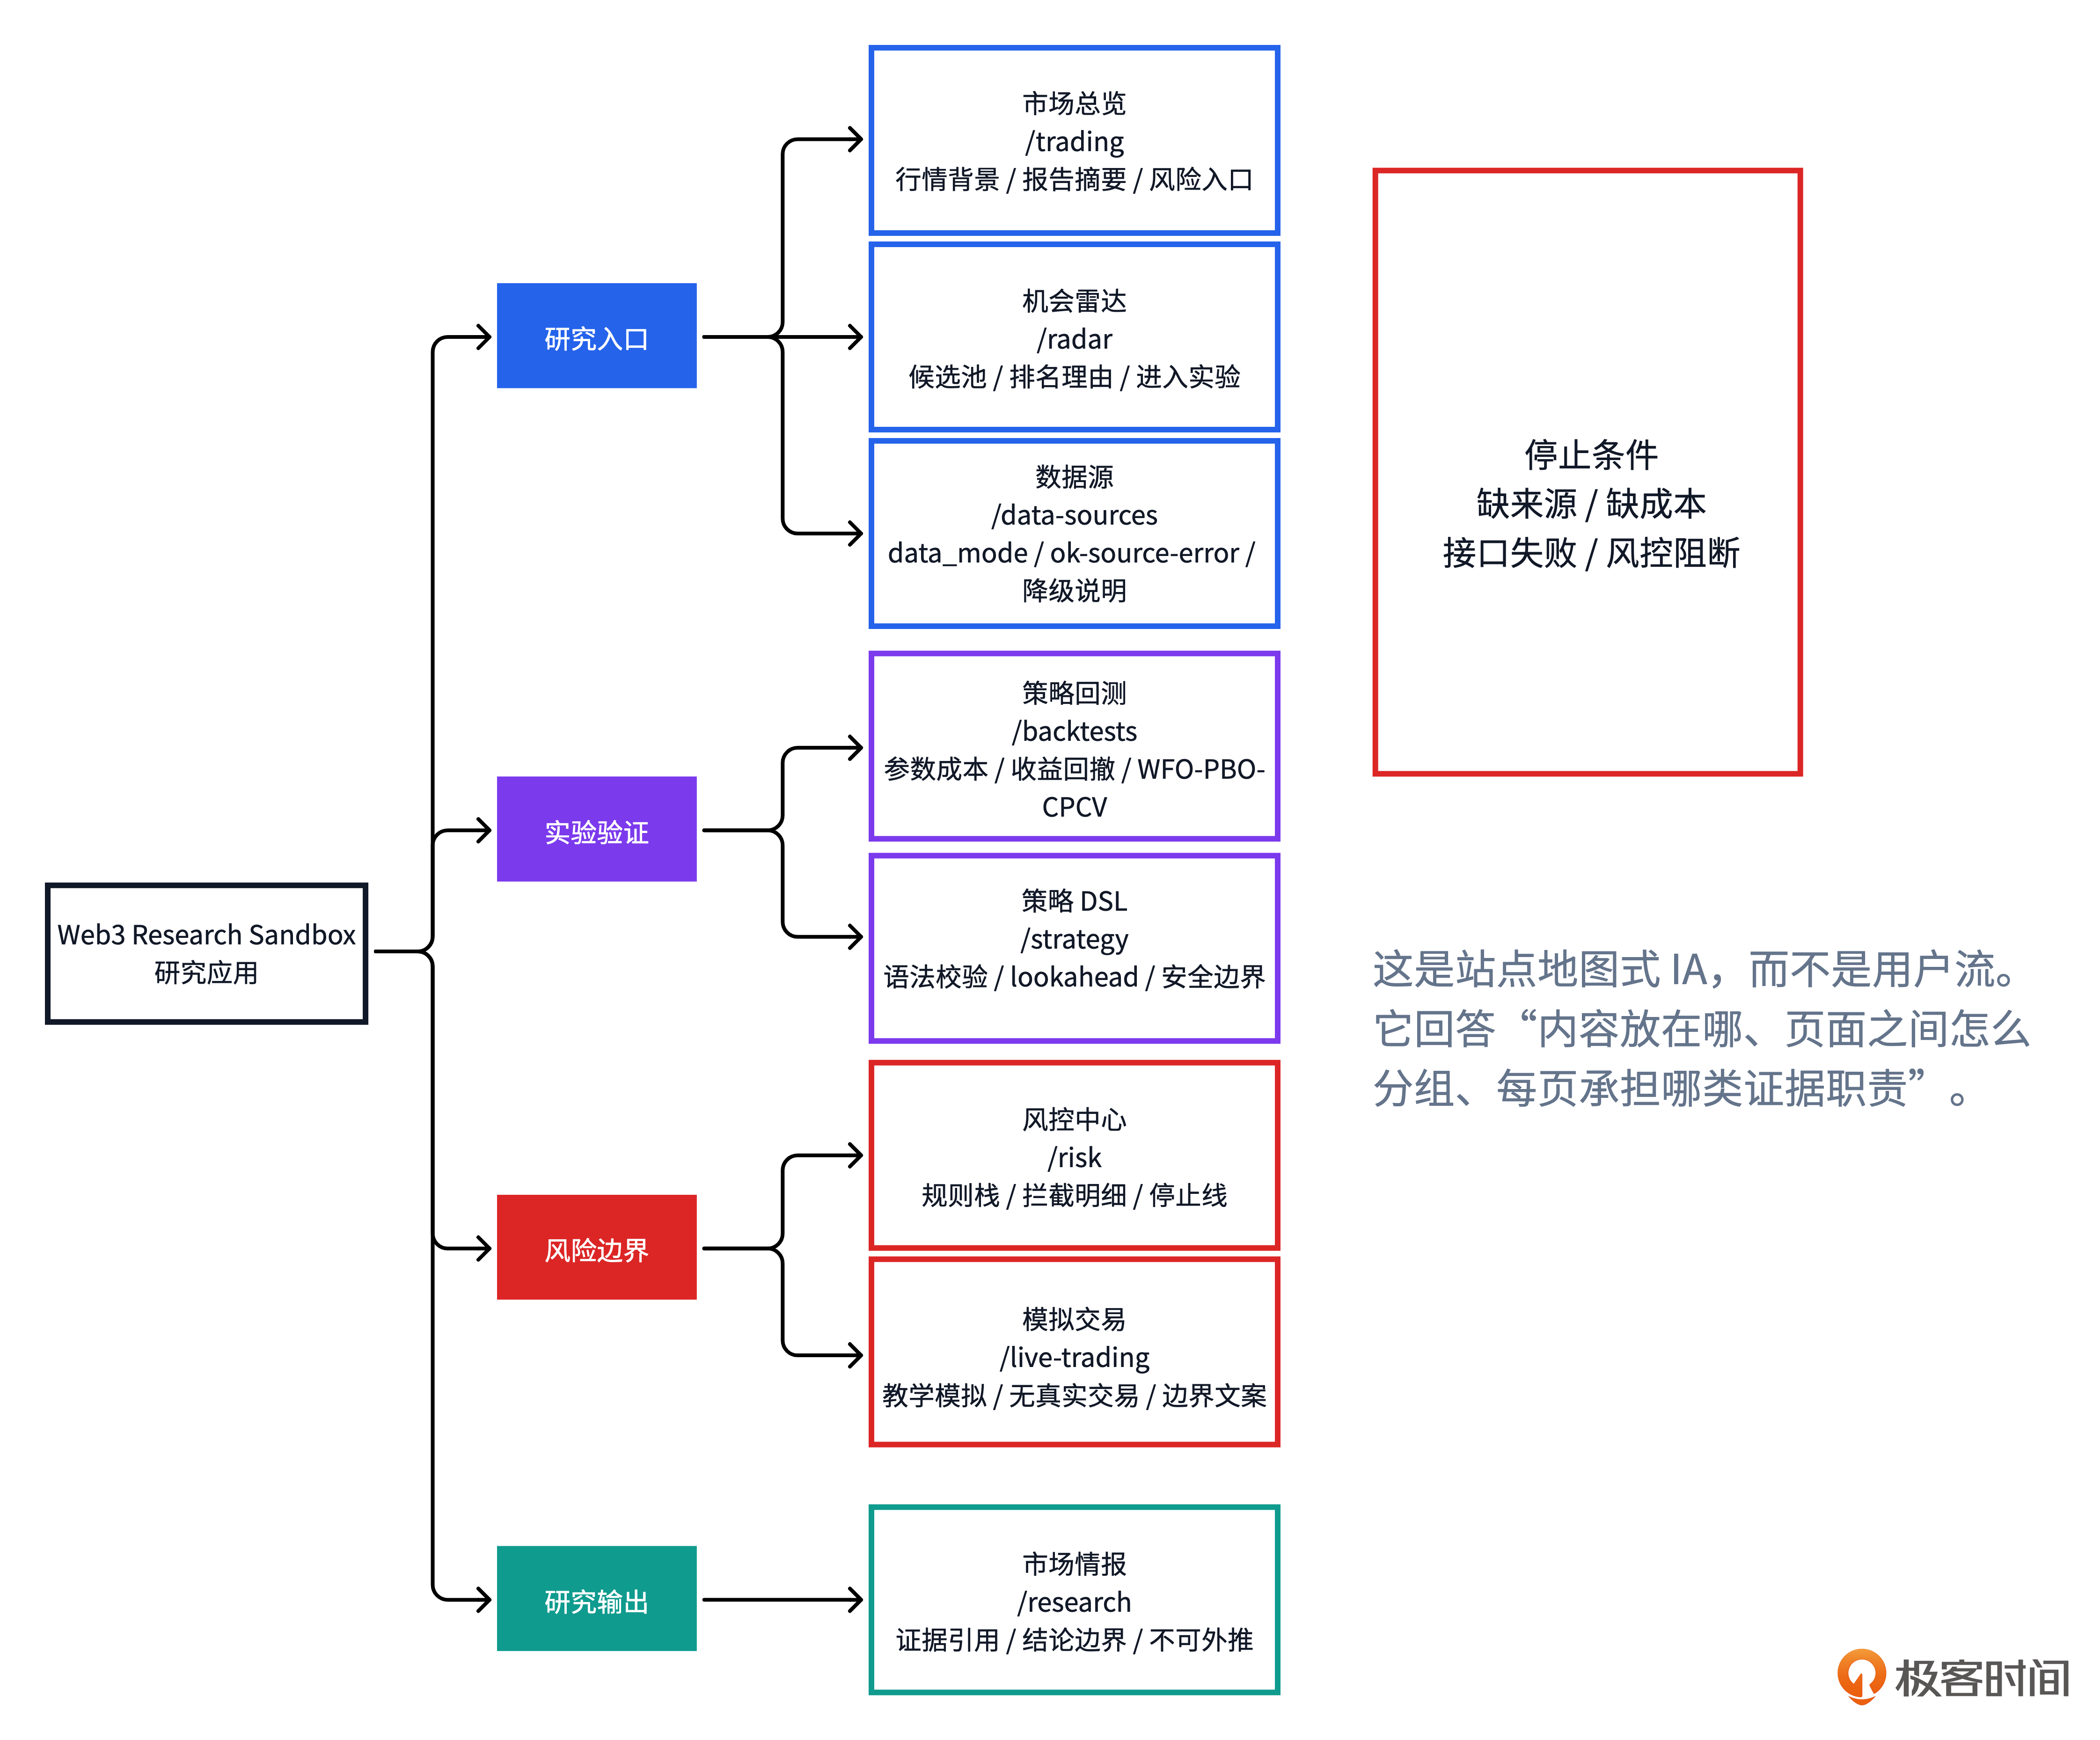 Web3 Research Sandbox
研究应用
研究入口
市场总览
/trading
行情背景 / 报告摘要 / 风险入口
机会雷达
/radar
候选池 / 排名理由 / 进入实验
数据源
/data-sources
data_mode / ok-source-error /
降级说明
实验验证
策略回测
/backtests
参数成本 / 收益回撤 / WFO-PBO-
CPCV
策略 DSL
/strategy
语法校验 / lookahead / 安全边界
风险边界
风控中心
/risk
规则栈 / 拦截明细 / 停止线
模拟交易
/live-trading
教学模拟 / 无真实交易 / 边界文案
研究输出
市场情报
/research
证据引用 / 结论边界 / 不可外推
停止条件
缺来源 / 缺成本
接口失败 / 风控阻断
这是站点地图式 IA，而不是用户流。
它回答“内容放在哪、页面之间怎么
分组、每页承担哪类证据职责”。
极客时间